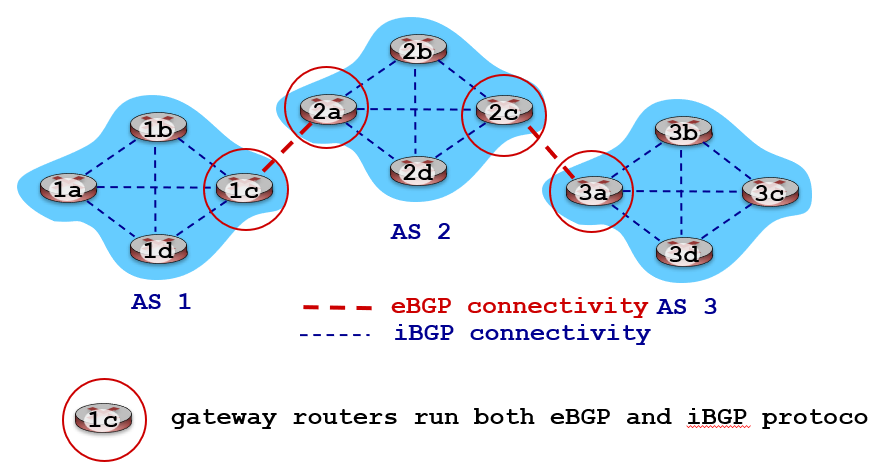 2b
2a
2c
2d
AS 2
1b
1a
1c
1d
AS 1
3b
3a
3c
3d
AS 3
eBGP connectivity
iBGP connectivity
1c
gateway routers run both eBGP and iBGP protoco